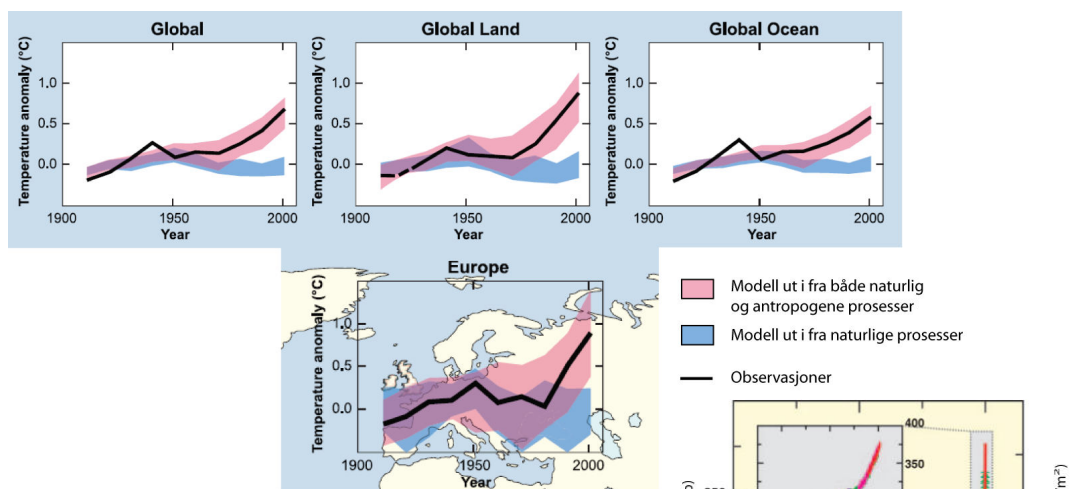 Global
Temperature anomaly (°C)
1.0
0.5
0.0
1900
1950
2000
Year
Global Land
Temperature anomaly (°C)
1.0
0.5
0.0
1900
1950
2000
Year
Global Ocean
Temperature anomaly (°C)
1.0
0.5
0.0
1900
1950
2000
Year
Europe
Temperature anomaly (°C)
1.0
0.5
0.0
1900
1950
2000
Year
Modell ut i fra både naturlig
og antropogene prosesser
Modell ut i fra naturlige prosesser
Observasjoner
400
350